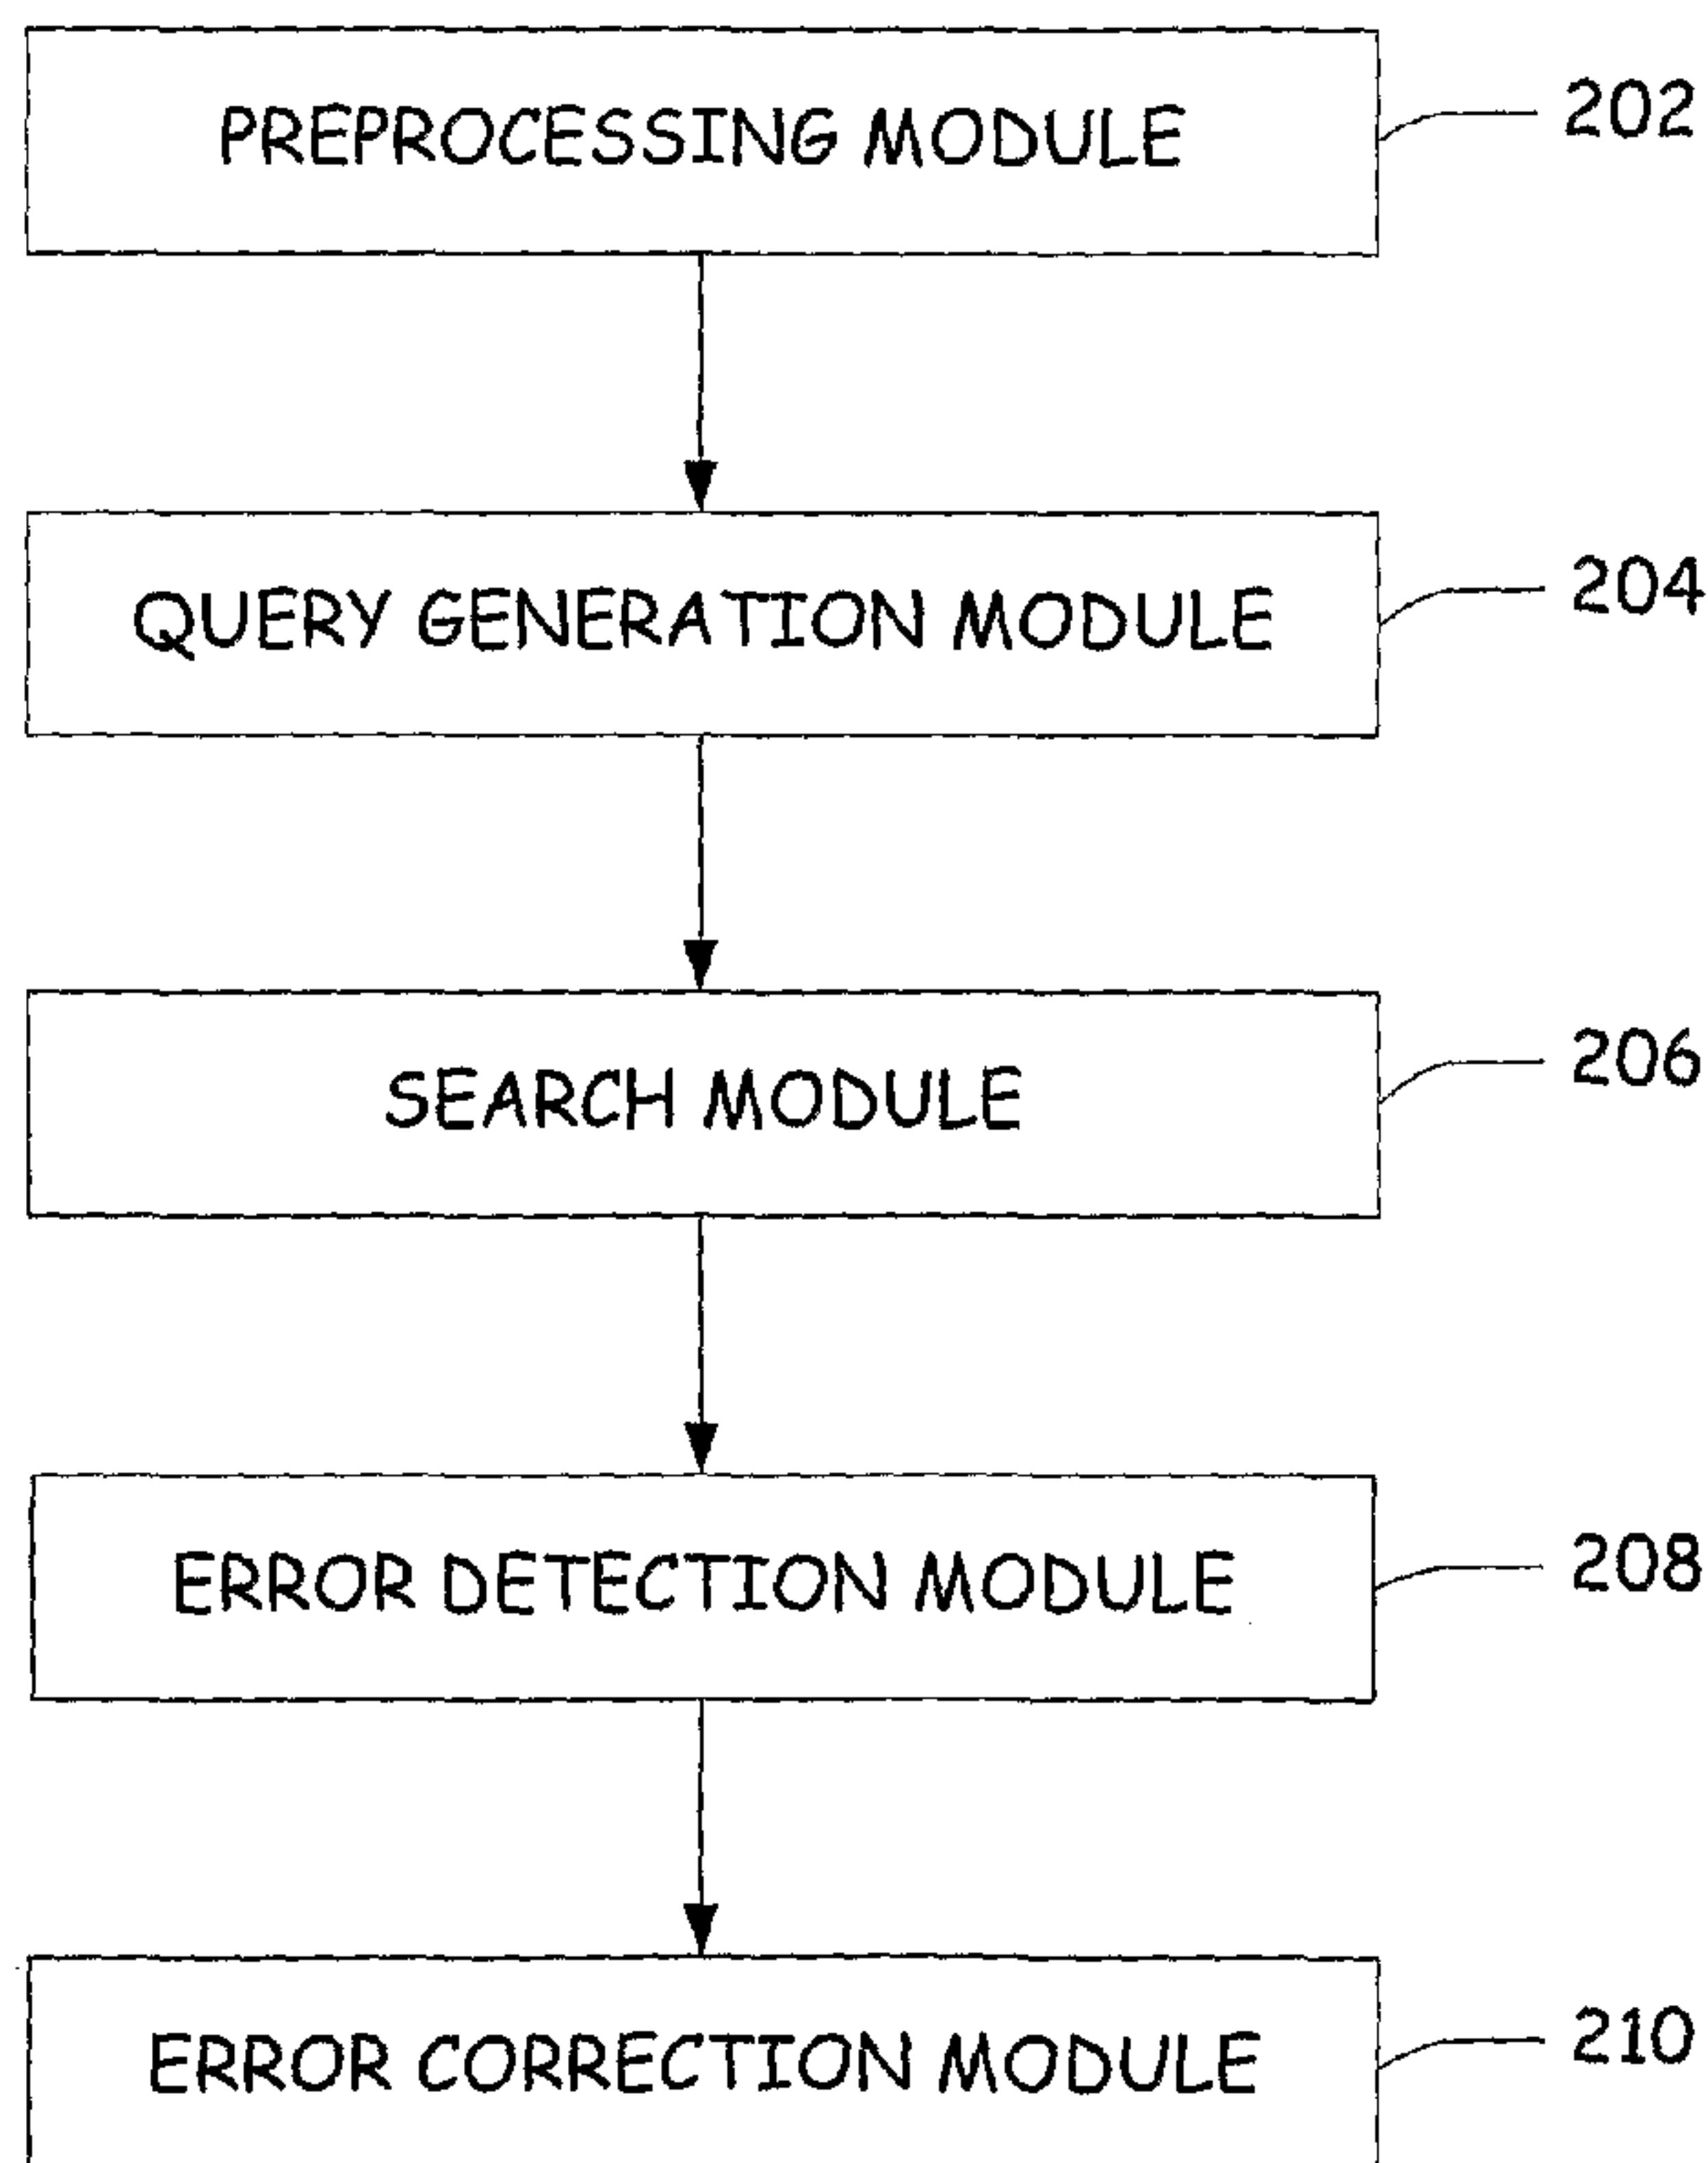 PREPROCESSING MODULE
202
QUERY GENERATION MODULE
204
SEARCH MODULE
206
ERROR DETECTION MODULE
208
ERROR CORRECTION MODULE
210